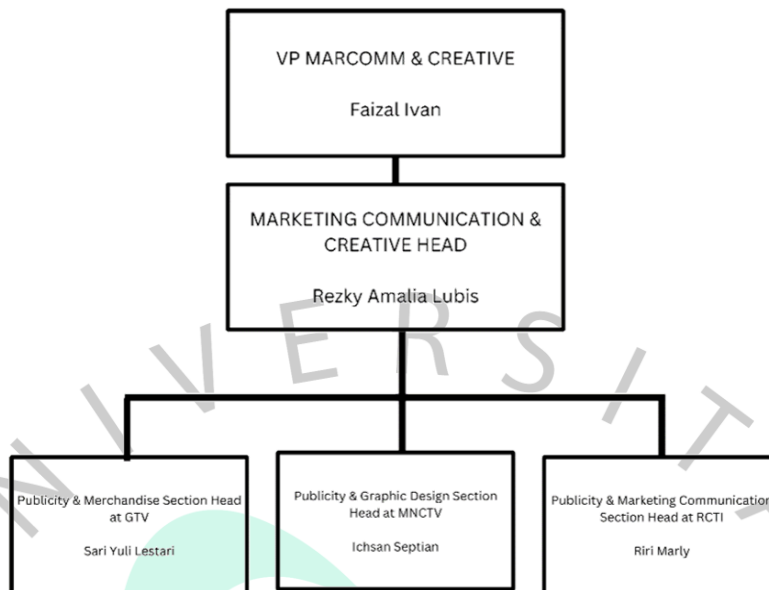 VP MARCOMM & CREATIVE
Faizal Ivan
MARKETING COMMUNICATION &
CREATIVE HEAD
Rezky Amalia Lubis
NIVERSIT
Publicity & Merchandise Section Head
at GTV
Sari Yuli Lestari
Publicity & Graphic Design Section
Head at MNCTV
Ichsan Septian
Publicity & Marketing Communication
Section Head at RCTI
Riri Marly